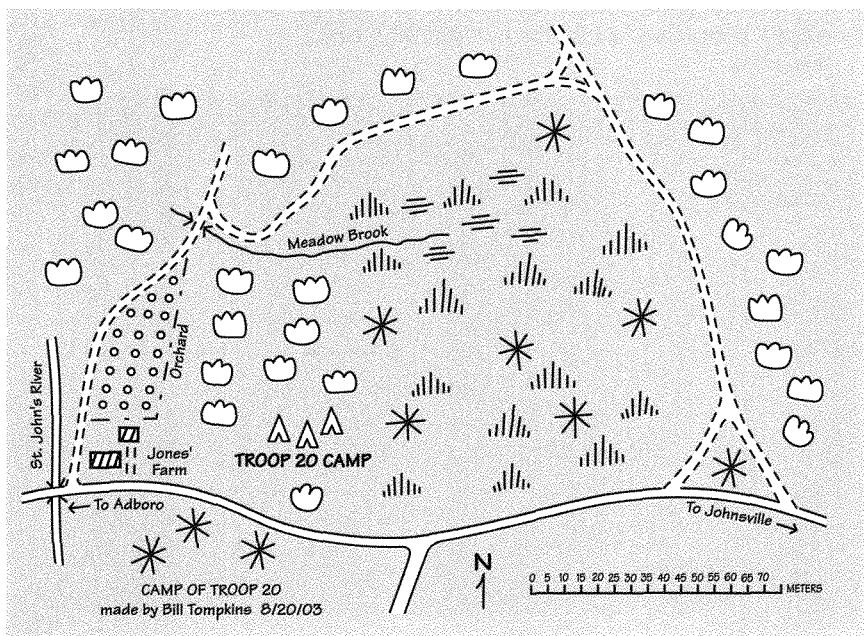 Meadow Brook
Orchard
St. John's River
Jones'
Farm
TROOP 20 CAMP
To Adboro
To Johnsville
N
0 5 10 15 20 25 30 35 40 45 50 55 60 65 70
METERS
CAMP OF TROOP 20
made by Bill Tompkins 8/20/03